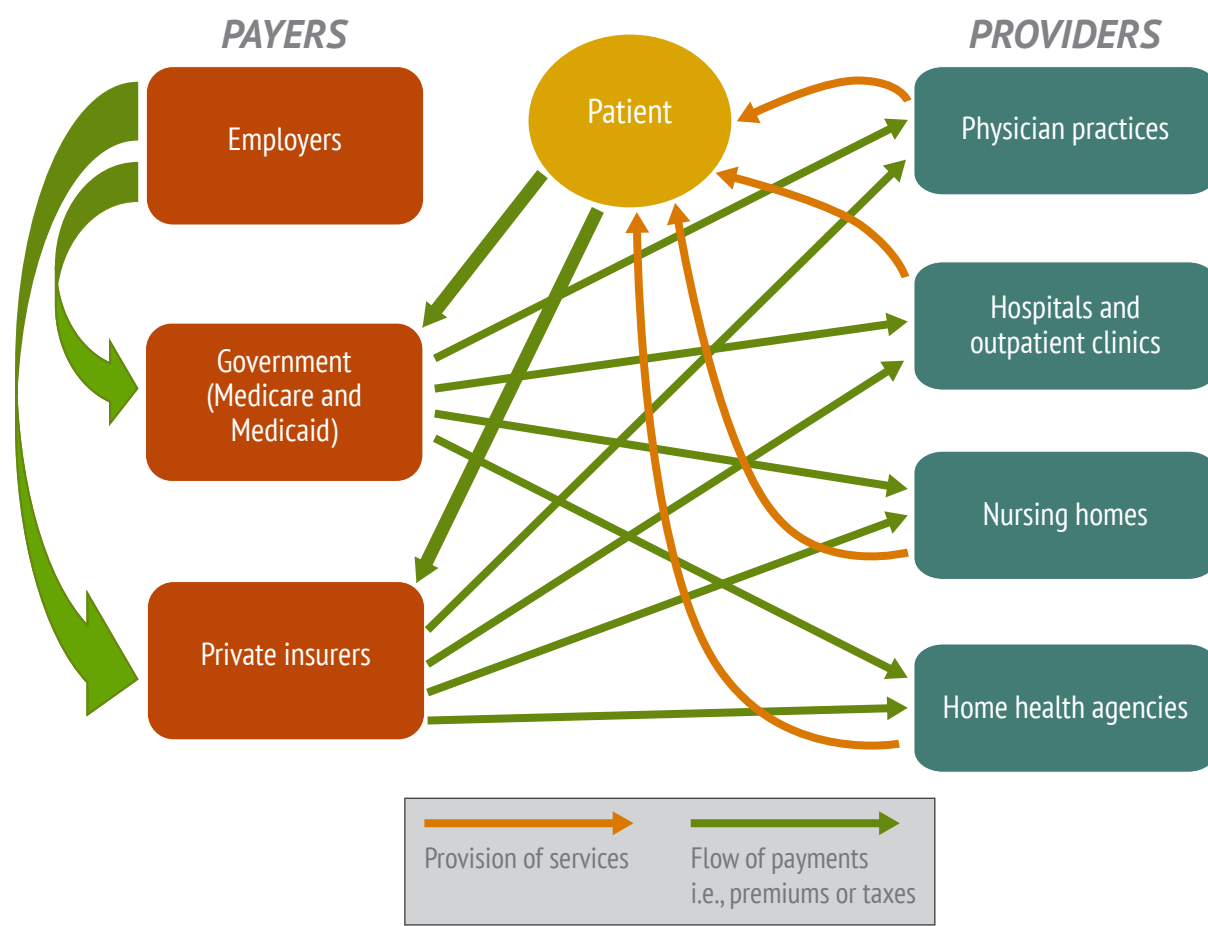 PAYERS
PROVIDERS
Patient
Employers
Physician practices
Government
(Medicare and
Medicaid)
Hospitals and
outpatient clinics
Nursing homes
Private insurers
Home health agencies
Provision of services
Flow of payments
i.e., premiums or taxes